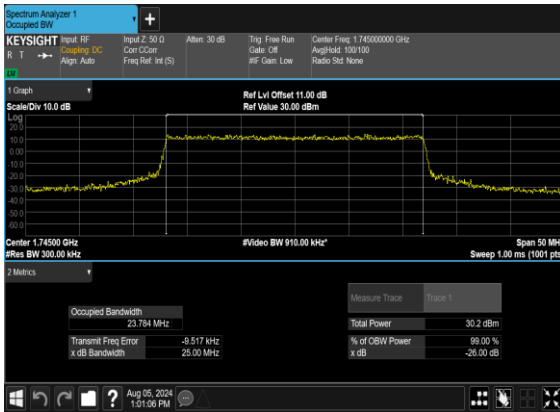 Spectrum Analyzer 1
Occupied BW
KEYSIGHT
R T
Input: RF
Coupling: DC
Align: Auto
Input Z: 50 Ω
Corr CCorr
Freq Ref: Int (S)
Atten: 30 dB
Trig: Free Run
Gate: Off
#IF Gain: Low
Center Freq: 1.745000000 GHz
Avg|Hold: 100/100
Radio Std: None
1 Graph
Scale/Div 10.0 dB
Ref Lvl Offset 11.00 dB
Ref Value 30.00 dBm
Log
20.0
10.0
0.00
-10.0
-20.0
-30.0
-40.0
-50.0
-60.0
Center 1.74500 GHz
#Res BW 300.00 kHz
#Video BW 910.00 kHz*
Span 50 MH
Sweep 1.00 ms (1001 pts
2 Metrics
Measure Trace
Trace 1
Occupied Bandwidth
23.784 MHz
Total Power
30.2 dBm
Transmit Freq Error
-9.517 kHz
% of OBW Power
99.00 %
x dB Bandwidth
25.00 MHz
x dB
-26.00 dB
?
Aug 05, 2024
1:01:06 PM